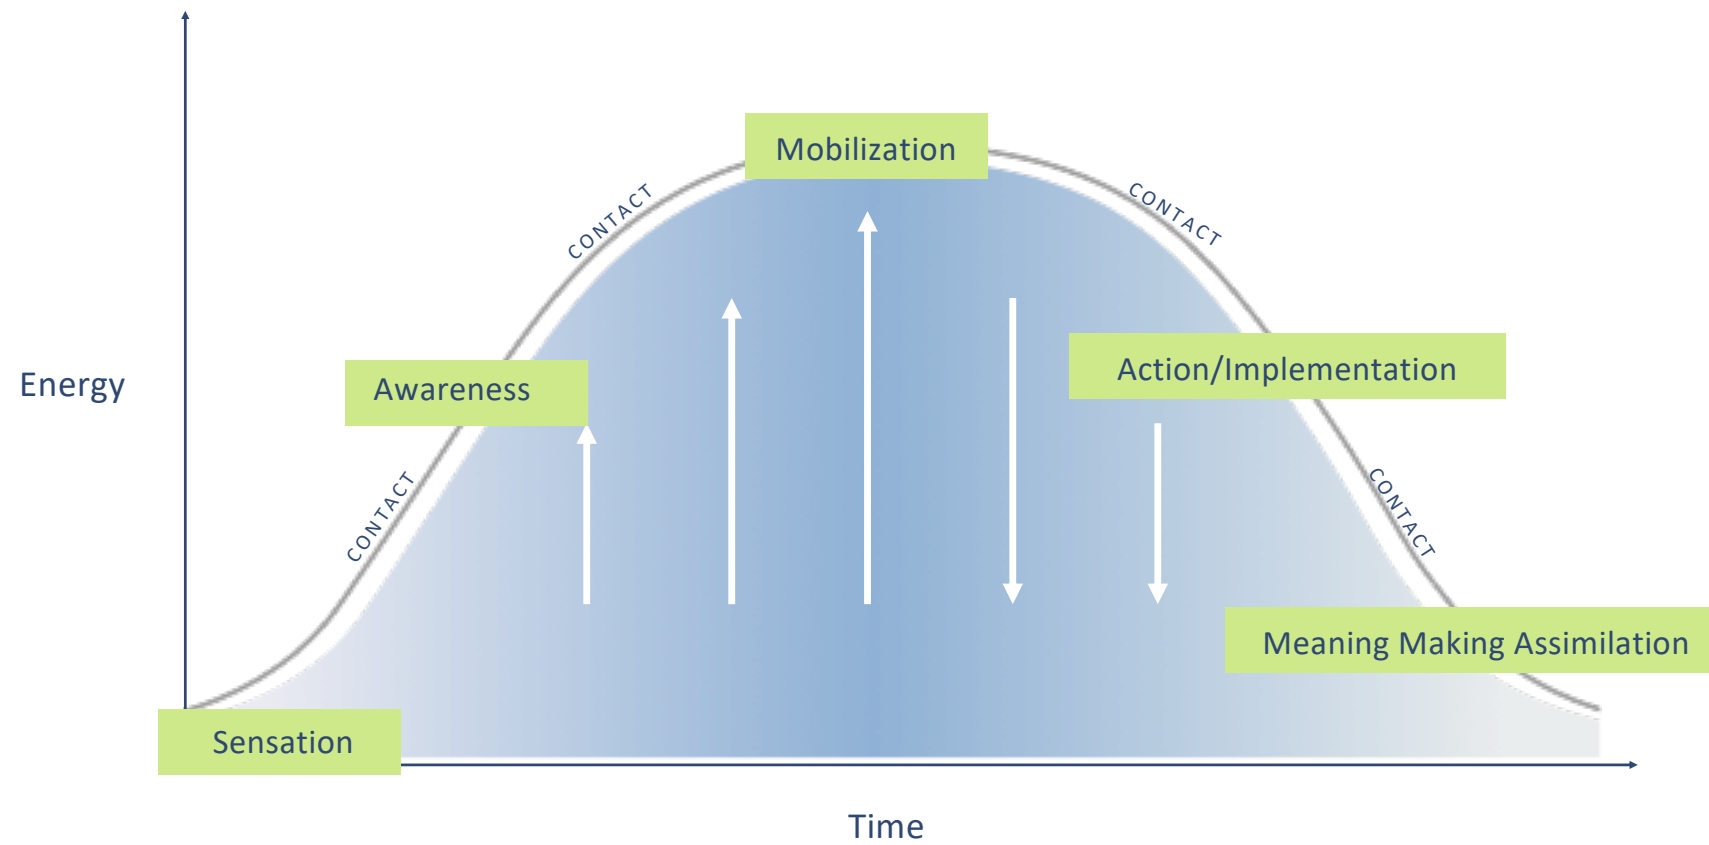 Mobilization
CONTACT
CONTACT
Energy
Awareness
Action/Implementation
CONTACT
CONTACT
Meaning Making Assimilation
Sensation
Time